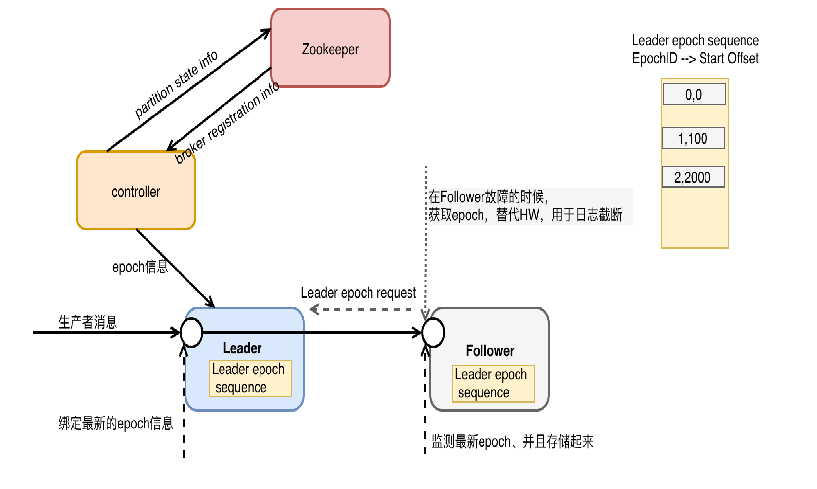 Zookeeper
Leader epoch sequence
EpochID --> Start Offset
0,0
1,100
2,2000
partition state info
broker registration info
controller
在Follower故障的时候，
获取epoch，替代HW，用于日志截断
epoch信息
Leader epoch request
生产者消息
Leader
Leader epoch
sequence
Follower
Leader epoch
sequence
绑定最新的epoch信息
监测最新epoch、并且存储起来